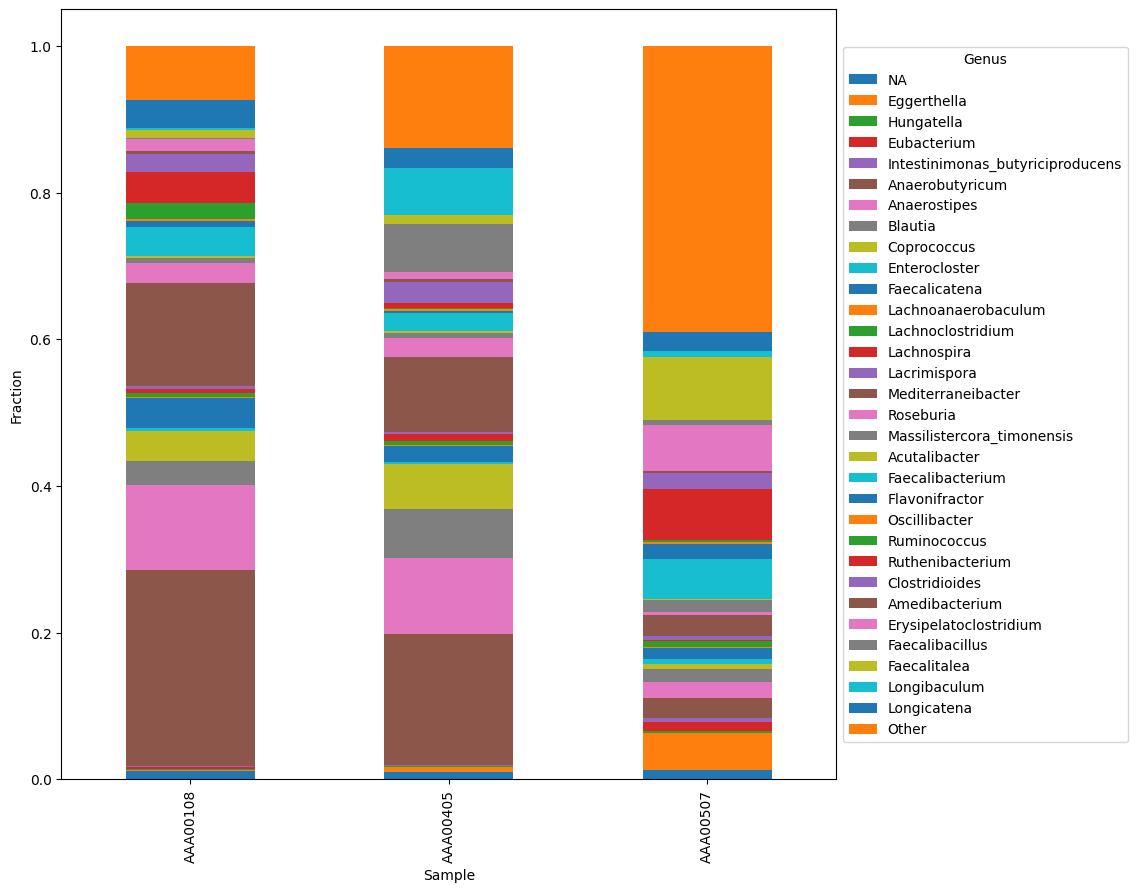 1.0
0.8
0.6
0.4
0.2
0.0
Fraction
AAA00108
AAA00405
AAA00507
Sample
Genus
NA
Eggerthella
Hungatella
Eubacterium
Intestinimonas_butyriciproducens
Anaerobutyricum
Anaerostipes
Blautia
Coprococcus
Enterocloster
Faecalicatena
Lachnoanaerobaculum
Lachnoclostridium
Lachnospira
Lacrimispora
Mediterraneibacter
Roseburia
Massilistercora_timonensis
Acutalibacter
Faecalibacterium
Flavonifractor
Oscillibacter
Ruminococcus
Ruthenibacterium
Clostridioides
Amedibacterium
Erysipelatoclostridium
Faecalibacillus
Faecalitalea
Longibaculum
Longicatena
Other